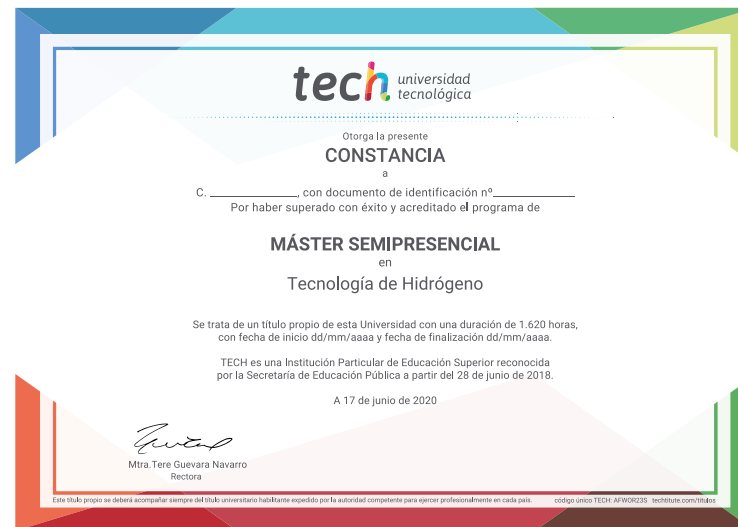 tech universidad
tecnológica
Otorga la presente
CONSTANCIA
a
C. ________________, con documento de identificación nº________________
Por haber superado con éxito y acreditado el programa de
MÁSTER SEMIPRESENCIAL
en
Tecnología de Hidrógeno
Se trata de un título propio de esta Universidad con una duración de 1.620 horas,
con fecha de inicio dd/mm/aaaa y fecha de finalización dd/mm/aaaa.
TECH es una Institución Particular de Educación Superior reconocida
por la Secretaría de Educación Pública a partir del 28 de junio de 2018.
A 17 de junio de 2020
Mtra.Tere Guevara Navarro
Rectora
Este título propio se deberá acompañar siempre del título universitario habilitante expedido por la autoridad competente para ejercer profesionalmente en cada país. código único TECH: AFWOR23S techtitute.com/titulos